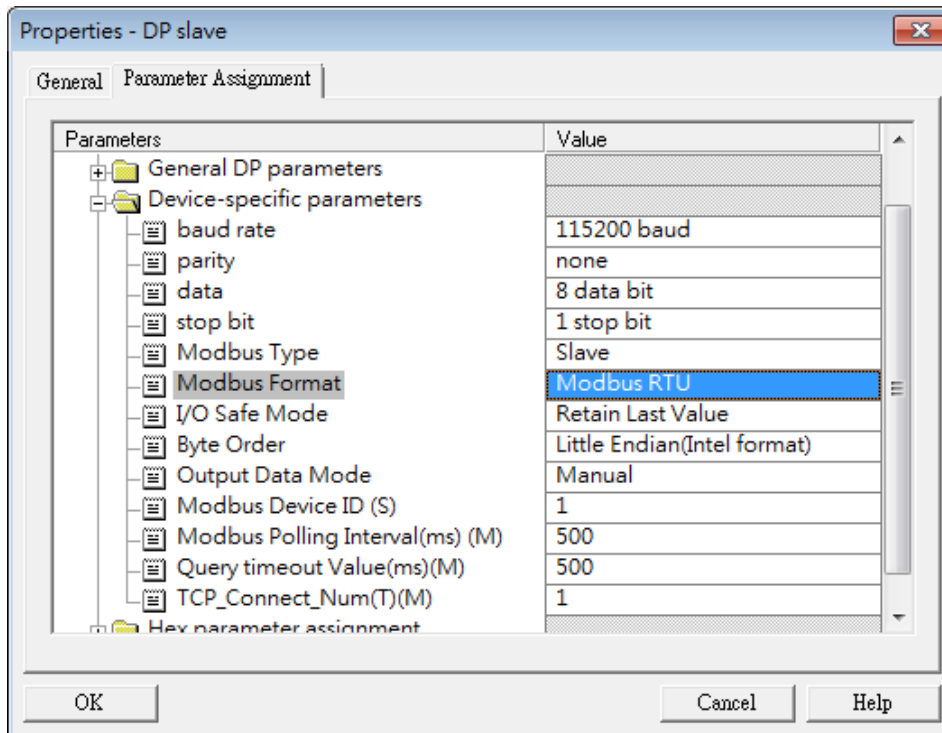 Properties - DP slave
General Parameter Assignment
Parameters Value
General DP parameters
Device-specific parameters
baud rate 115200 baud
parity none
data 8 data bit
stop bit 1 stop bit
Modbus Type Slave
Modbus Format Modbus RTU
I/O Safe Mode Retain Last Value
Byte Order Little Endian(Intel format)
Output Data Mode Manual
Modbus Device ID (S) 1
Modbus Polling Interval(ms) (M) 500
Query timeout Value(ms)(M) 500
TCP_Connect_Num(T)(M) 1
Hex parameter assignment
OK Cancel Help